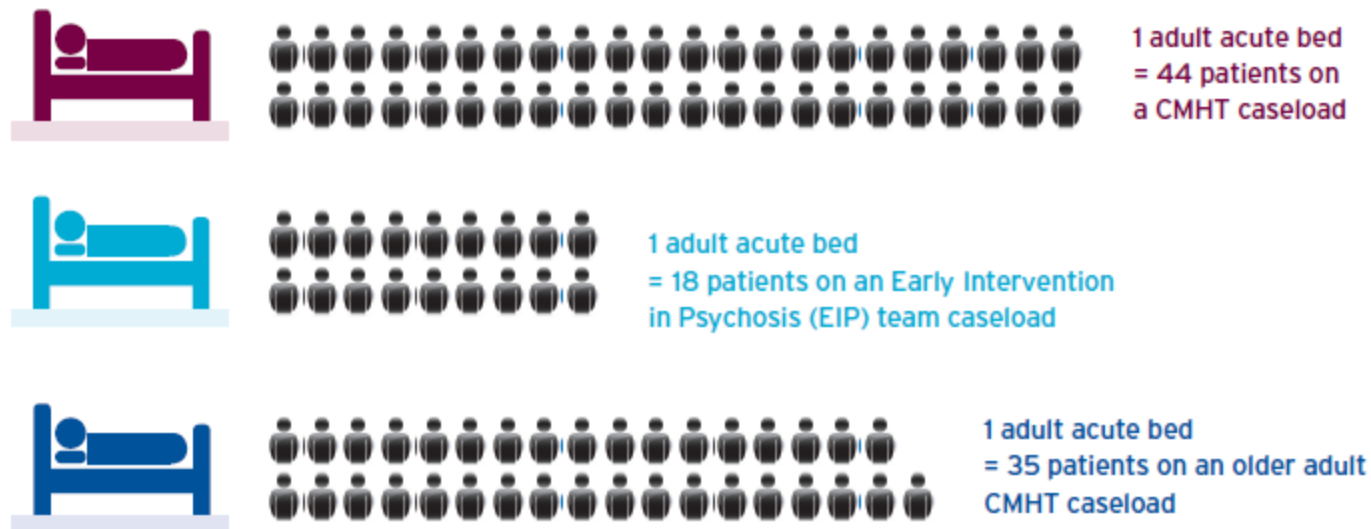 1 adult acute bed
= 44 patients on
a CMHT caseload
1 adult acute bed
= 18 patients on an Early Intervention
in Psychosis (EIP) team caseload
1 adult acute bed
= 35 patients on an older adult
CMHT caseload